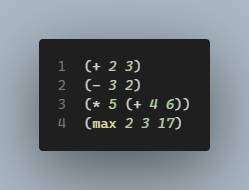 1 (+ 2 3)
2 (- 3 2)
3 (* 5 (+ 4 6))
4 (max 2 3 17)